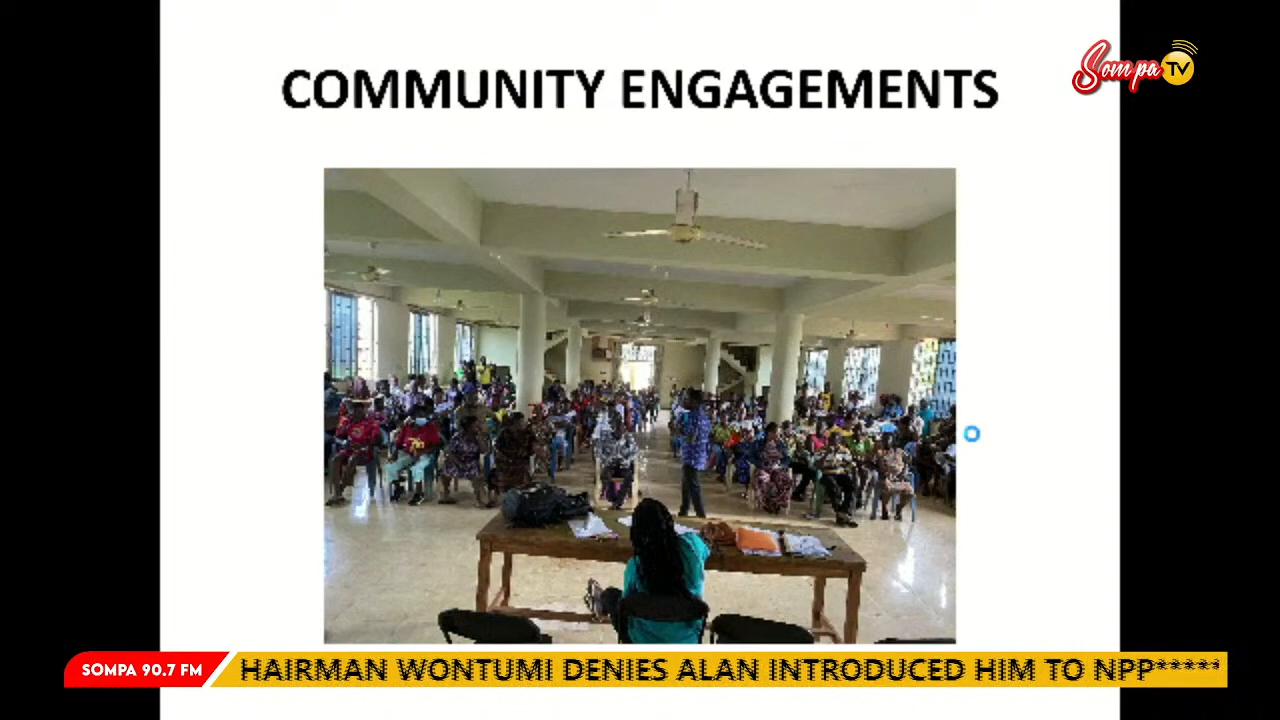 COMMUNITY ENGAGEMENTS
Sompa TV
SOMPA 90.7 FM
HAIRMAN WONTUMI DENIES ALAN INTRODUCED HIM TO NPP*****